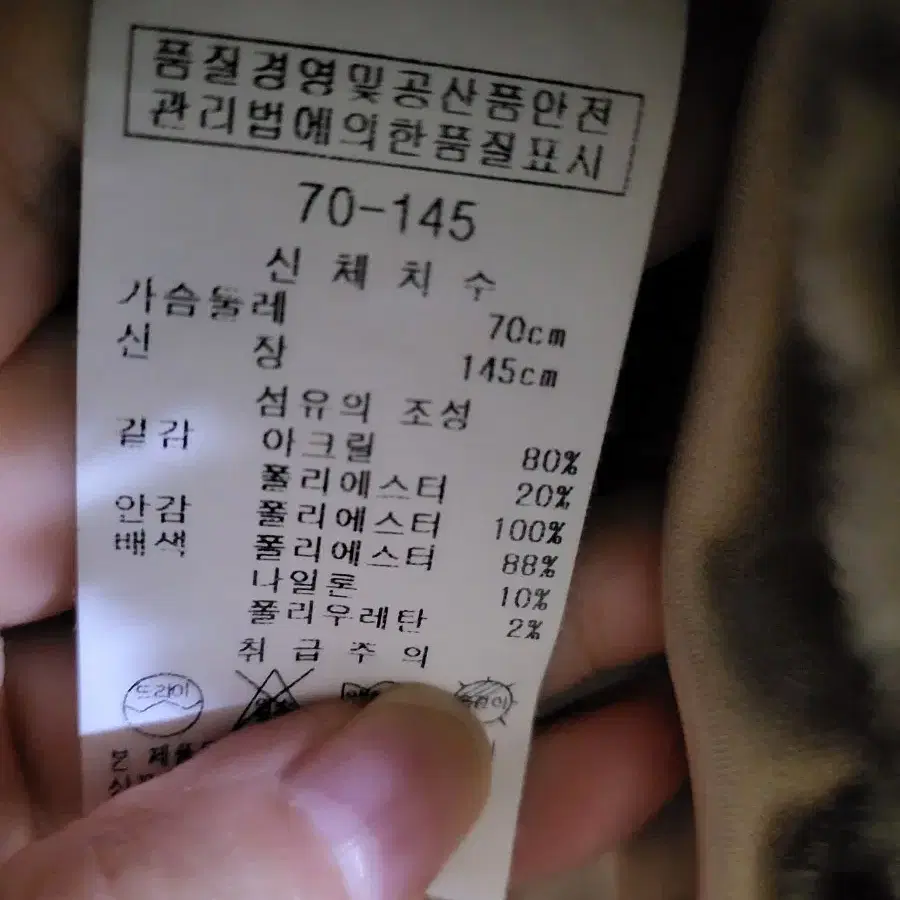 품질경영및공산품안전
관리법에의한품질표시
70-145
신 체 치 수
가슴둘레 70cm
신 장 145cm
섬유의 조성
겉감 아크릴 80%
폴리에스터 20%
안감 폴리에스터 100%
배색 폴리에스터 88%
나일론 10%
폴리우레탄 2%
취 급 주 의
드라이
본 제품